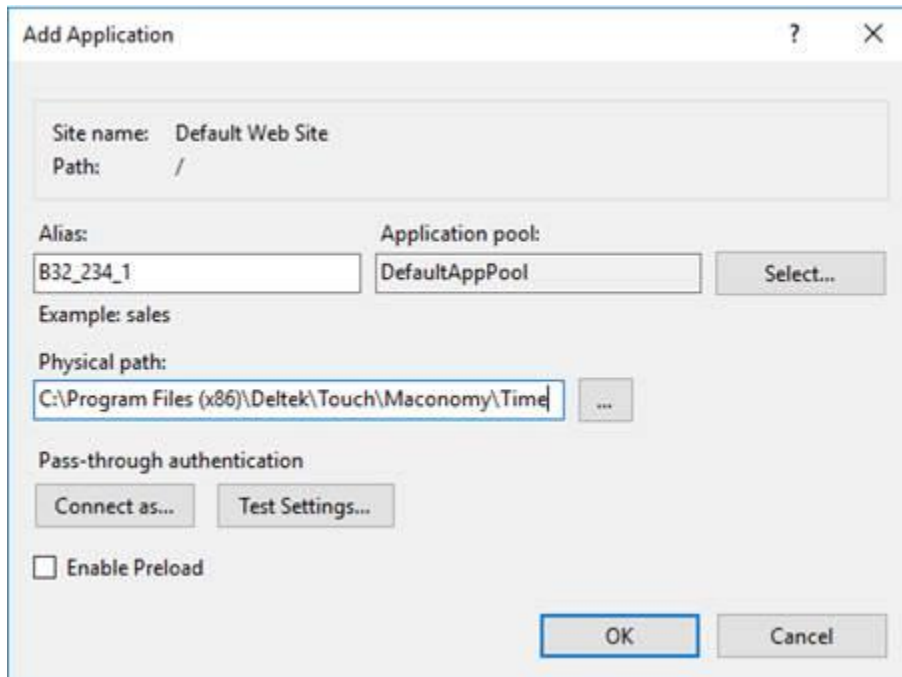 Add Application
Site name: Default Web Site
Path: /
Alias: Application pool:
B32_234_1 DefaultAppPool Select...
Example: sales
Physical path:
C:\Program Files (x86)\Deltek\Touch\Maconomy\Time ...
Pass-through authentication
Connect as... Test Settings...
Enable Preload
OK Cancel